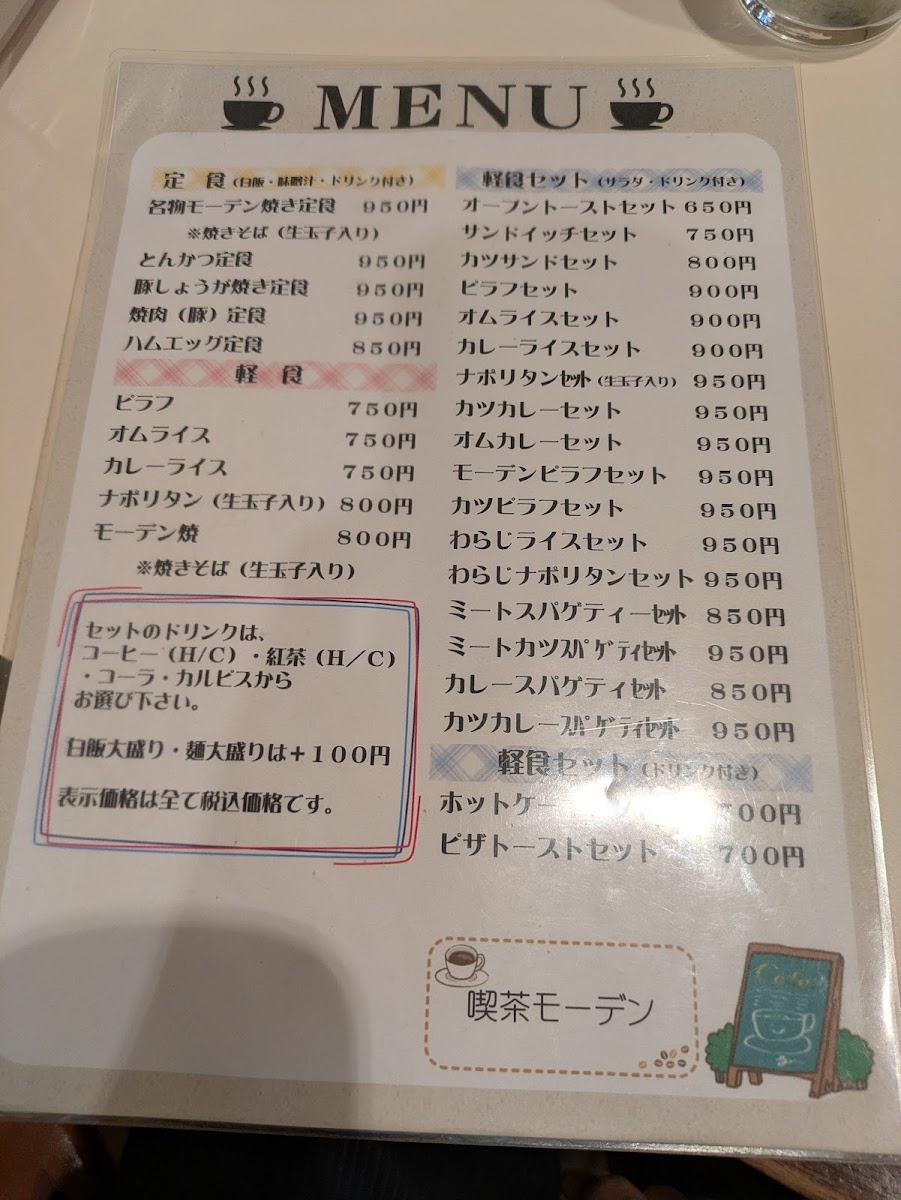 MENU
定食（白飯・味噌汁・ドリンク付き）
名物モーデン焼き定食 950円
※焼きそば（生玉子入り）
とんかつ定食 950円
豚しょうが焼き定食 950円
焼肉（豚）定食 950円
ハムエッグ定食 850円
軽食
ピラフ 750円
オムライス 750円
カレーライス 750円
ナポリタン（生玉子入り） 800円
モーデン焼 800円
※焼きそば（生玉子入り）
セットのドリンクは、
コーヒー（H/C）・紅茶（H／C）
・コーラ・カルピスから
お選び下さい。
白飯大盛り・麺大盛りは＋100円
表示価格は全て税込価格です。
軽食セット（サラダ・ドリンク付き）
オープントーストセット 650円
サンドイッチセット 750円
カツサンドセット 800円
ピラフセット 900円
オムライスセット 900円
カレーライスセット 900円
ナポリタンセット（生玉子入り） 950円
カツカレーセット 950円
オムカレーセット 950円
モーデンピラフセット 950円
カツピラフセット 950円
わらじライスセット 950円
わらじナポリタンセット 950円
ミートスパゲティーセット 850円
ミートカツスパゲティセット 950円
カレースパゲティセット 850円
カツカレースパゲティセット 950円
軽食セット（ドリンク付き）
ホットケー 00円
ピザトーストセット 700円
喫茶モーデン
Cafe